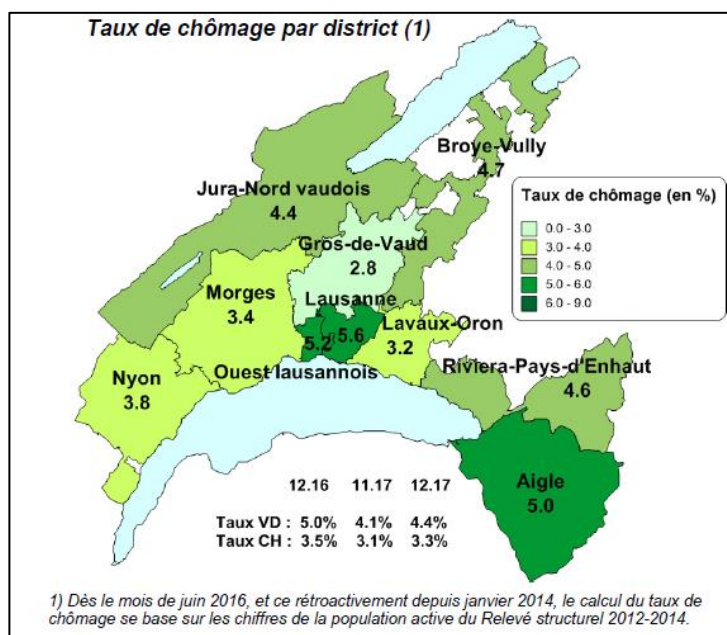 Taux de chômage par district (1)
Broye-Vully
4.7
Jura-Nord vaudois
4.4
Taux de chômage (en %)
0.0 - 3.0
3.0 - 4.0
4.0 - 5.0
5.0 - 6.0
6.0 - 9.0
Gros-de-Vaud
2.8
Morges
3.4
Lausanne
5.6
5.2
Lavaux-Oron
3.2
Ouest lausannois
Riviera-Pays-d'Enhaut
4.6
Nyon
3.8
Aigle
5.0
12.16 11.17 12.17
Taux VD : 5.0% 4.1% 4.4%
Taux CH : 3.5% 3.1% 3.3%
1) Dès le mois de juin 2016, et ce rétroactivement depuis janvier 2014, le calcul du taux de
chômage se base sur les chiffres de la population active du Relevé structurel 2012-2014.